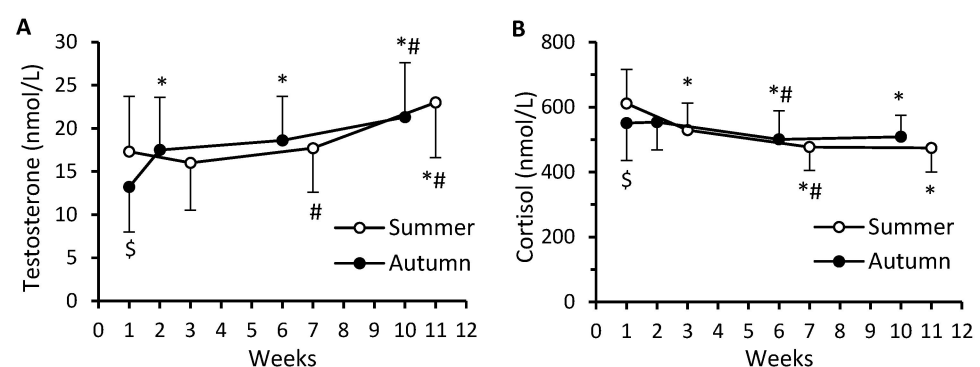 A
Testosterone (nmol/L)
30
25
20
15
10
5
0
* * *#
$ # *#
Summer
Autumn
0 1 2 3 4 5 6 7 8 9 10 11 12
Weeks
B
Cortisol (nmol/L)
800
600
400
200
0
* *# *
$ *# *
Summer
Autumn
0 1 2 3 4 5 6 7 8 9 10 11 12
Weeks